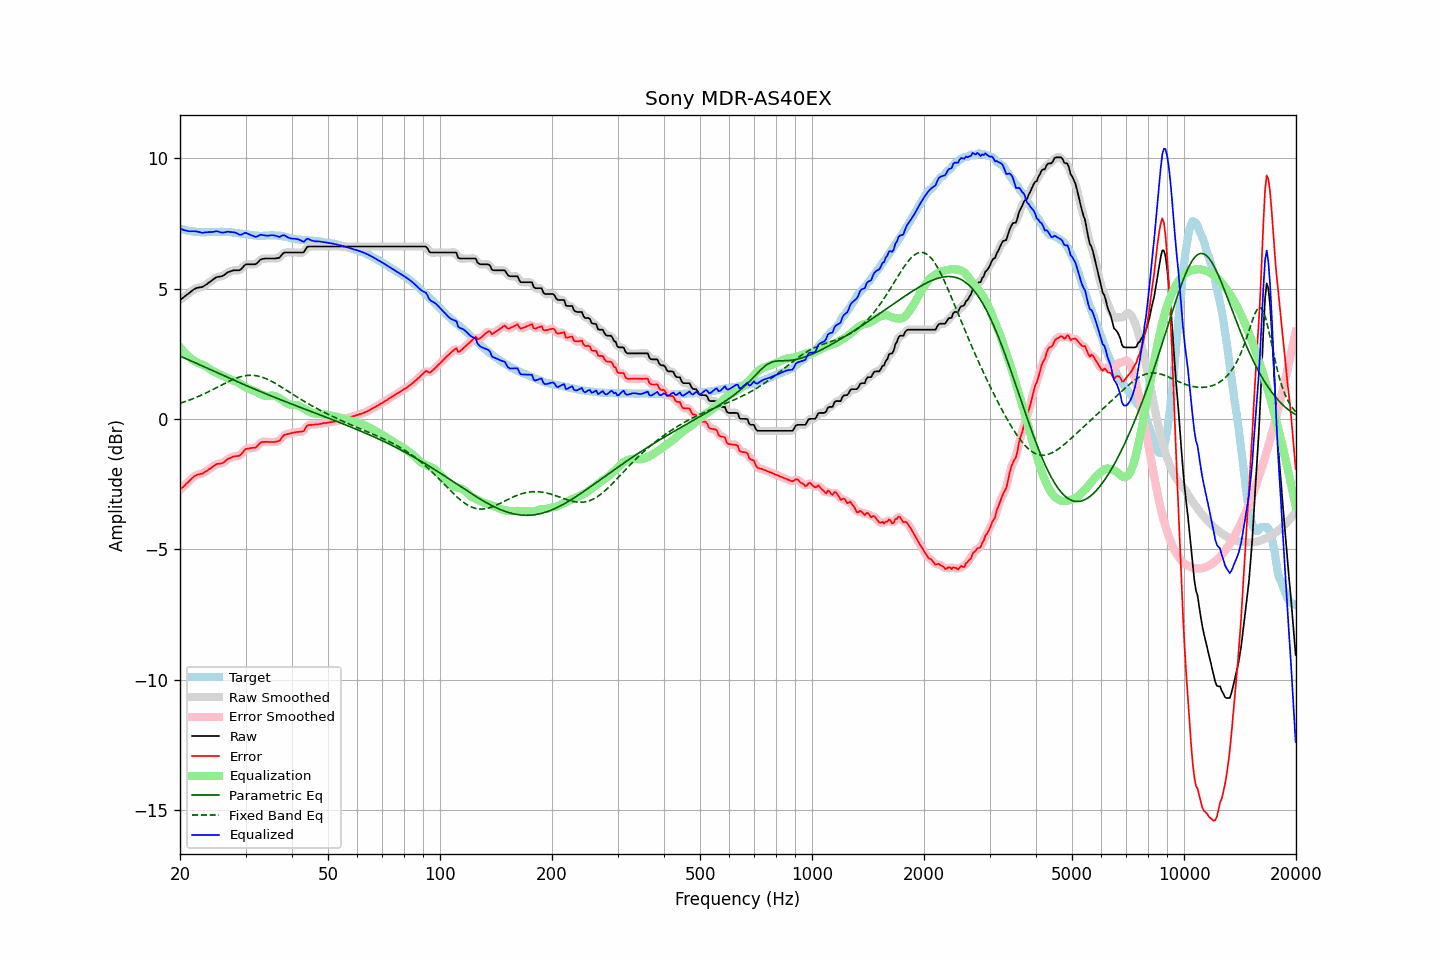 Sony MDR-AS40EX
Amplitude (dBr)
10
5
0
−5
−10
−15
Target
Raw Smoothed
Error Smoothed
Raw
Error
Equalization
Parametric Eq
Fixed Band Eq
Equalized
20 50 100 200 500 1000 2000 5000 10000 20000
Frequency (Hz)